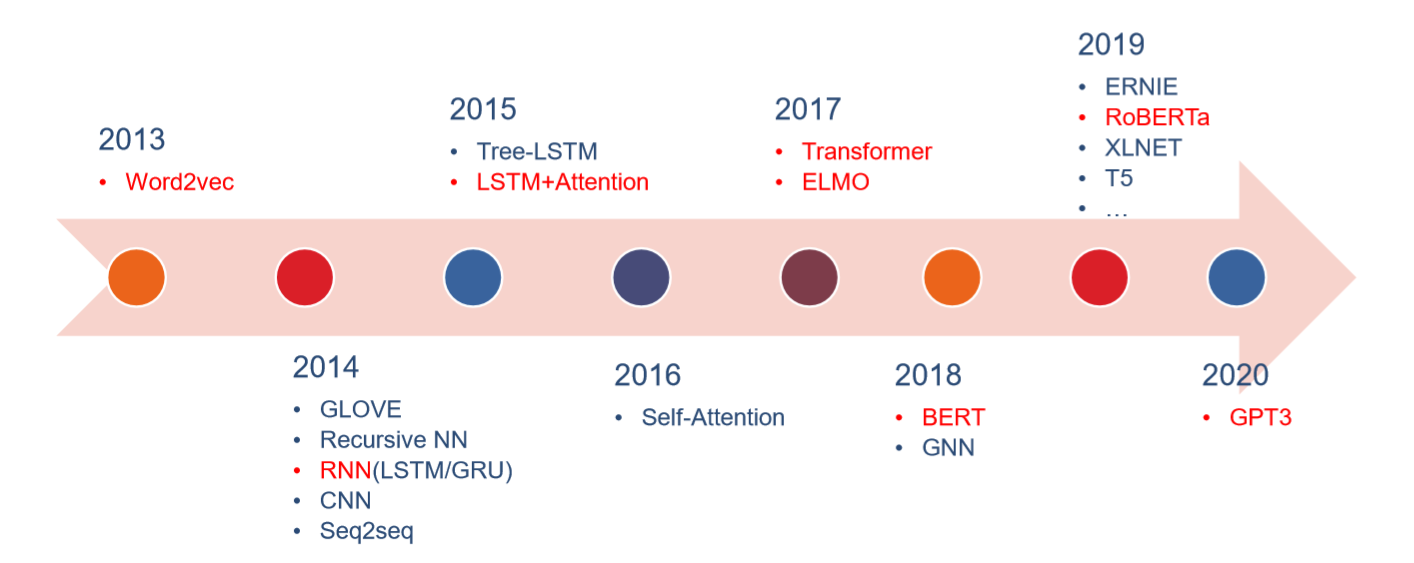 2013
• Word2vec
2014
• GLOVE
• Recursive NN
• RNN(LSTM/GRU)
• CNN
• Seq2seq
2015
• Tree-LSTM
• LSTM+Attention
2016
• Self-Attention
2017
• Transformer
• ELMO
2018
• BERT
• GNN
2019
• ERNIE
• RoBERTa
• XLNET
• T5
• …
2020
• GPT3